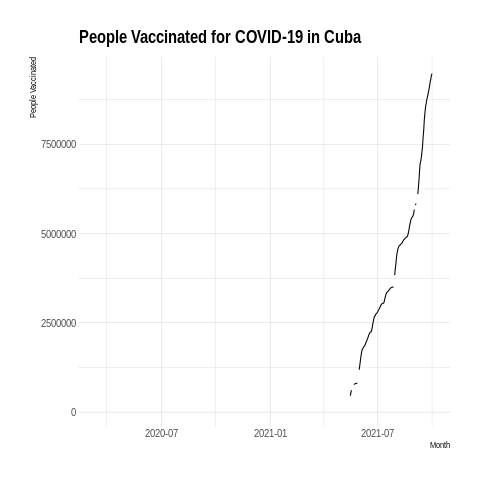 People Vaccinated for COVID-19 in Cuba
People Vaccinated
7500000
5000000
2500000
0
2020-07
2021-01
2021-07
Month